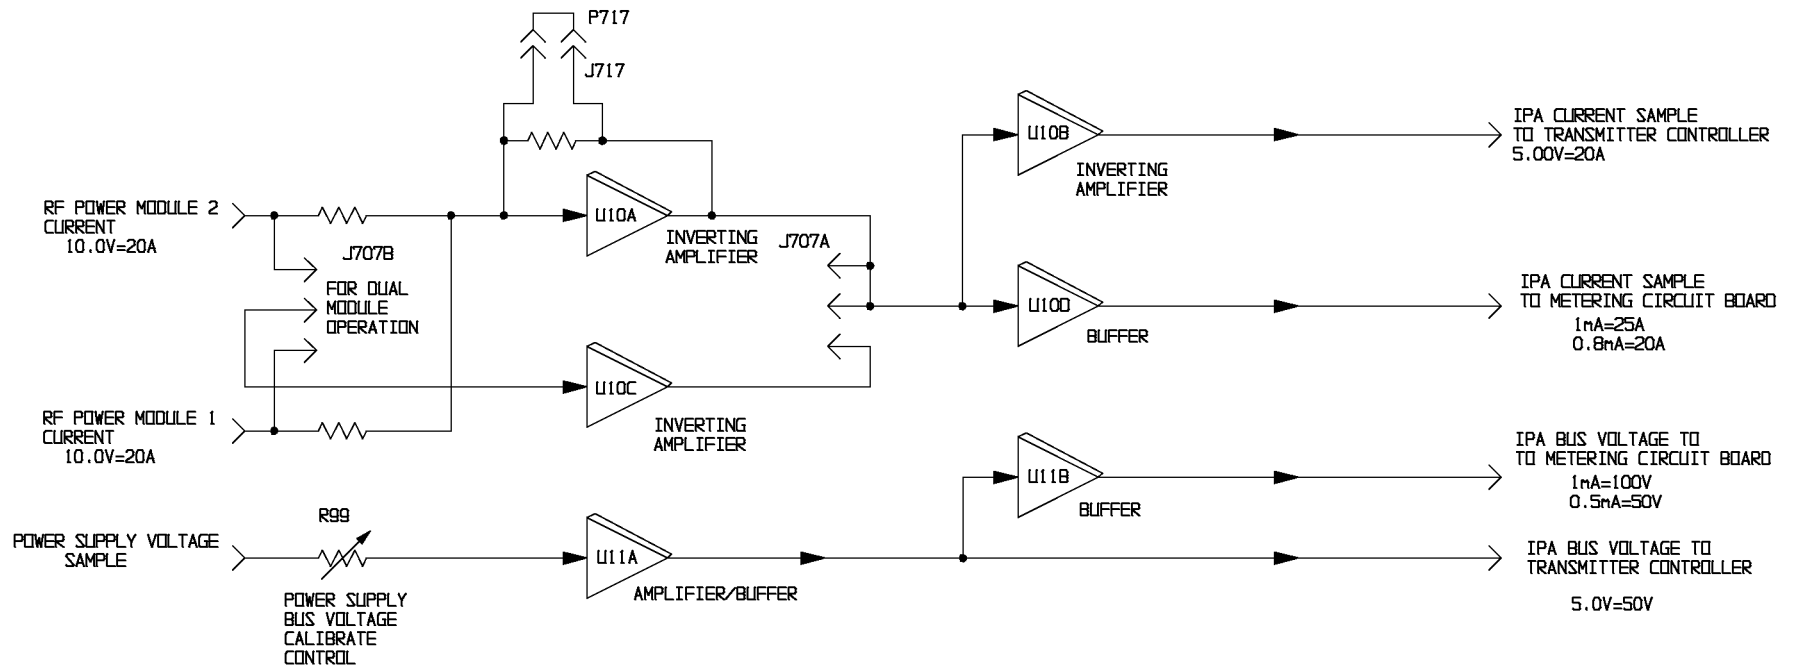 P717
J717
U10B
INVERTING
AMPLIFIER
IPA CURRENT SAMPLE
TO TRANSMITTER CONTROLLER
5.00V=20A
RF POWER MODULE 2
CURRENT
10.0V=20A
J707B
FOR DUAL
MODULE
OPERATION
U10A
INVERTING
AMPLIFIER
J707A
U10D
BUFFER
IPA CURRENT SAMPLE
TO METERING CIRCUIT BOARD
1mA=25A
0.8mA=20A
U10C
INVERTING
AMPLIFIER
RF POWER MODULE 1
CURRENT
10.0V=20A
U11B
BUFFER
IPA BUS VOLTAGE TO
TO METERING CIRCUIT BOARD
1mA=100V
0.5mA=50V
R99
POWER SUPPLY VOLTAGE
SAMPLE
POWER SUPPLY
BUS VOLTAGE
CALIBRATE
CONTROL
U11A
AMPLIFIER/BUFFER
IPA BUS VOLTAGE TO
TRANSMITTER CONTROLLER
5.0V=50V